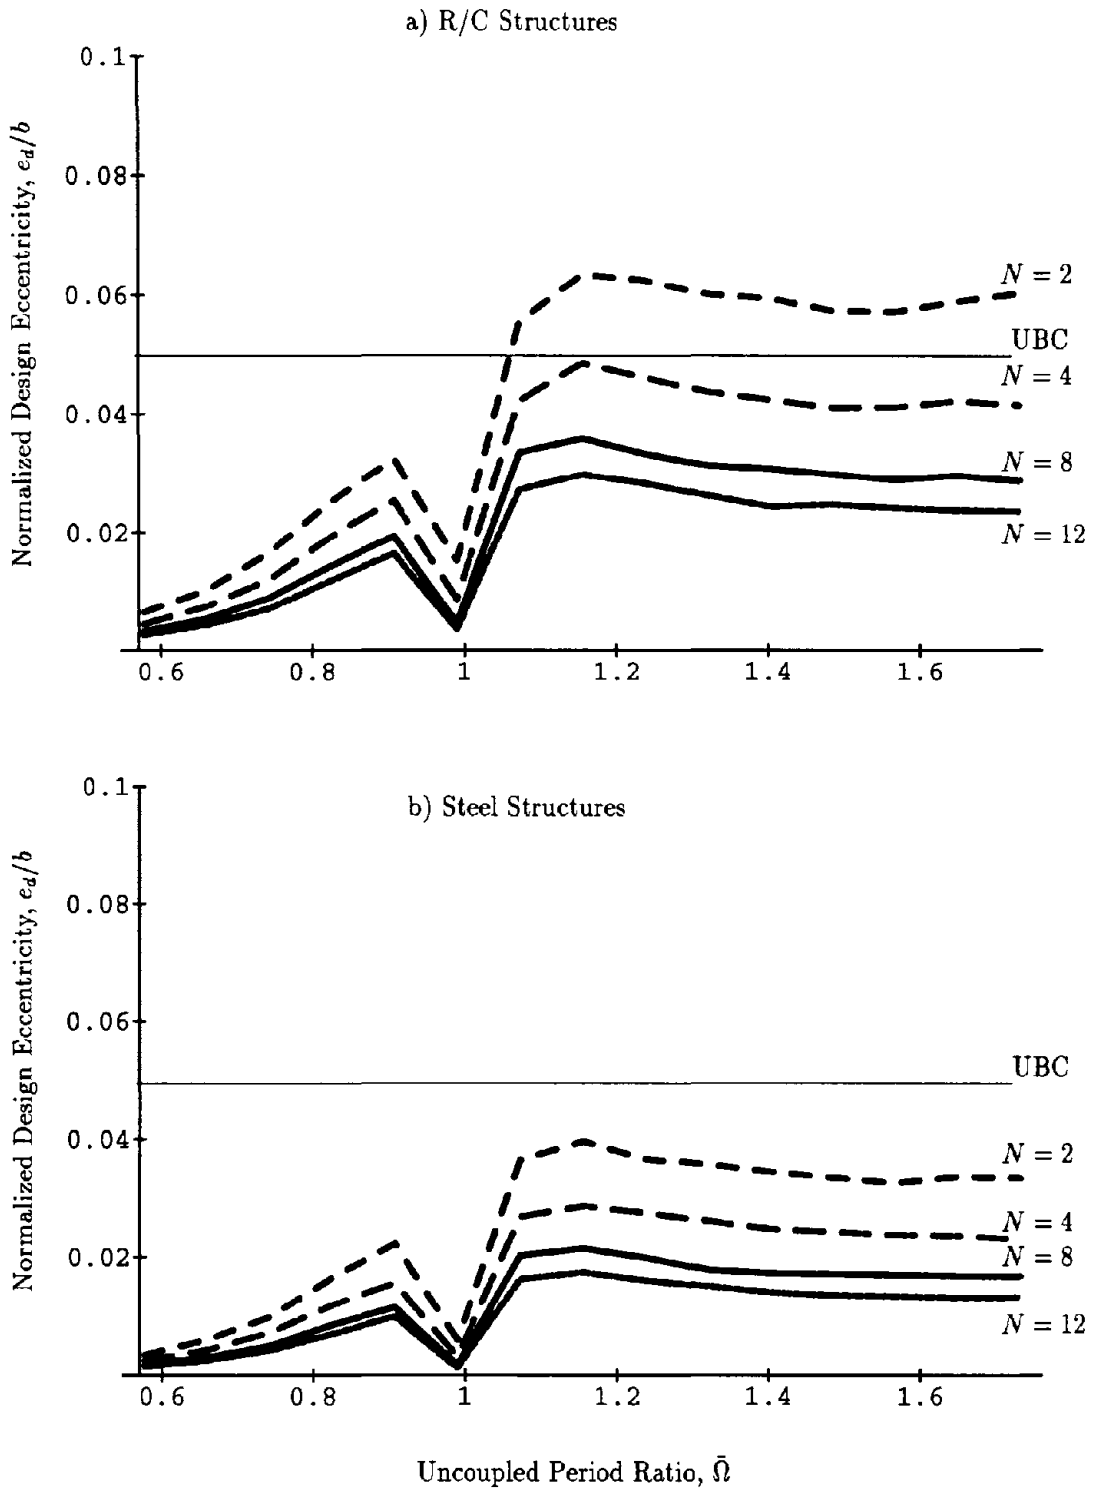 a) R/C Structures
Normalized Design Eccentricity, e_d/b
0.1
0.08
0.06
0.04
0.02
N = 2
UBC
N = 4
N = 8
N = 12
0.6 0.8 1 1.2 1.4 1.6
b) Steel Structures
Normalized Design Eccentricity, e_d/b
0.1
0.08
0.06
0.04
0.02
UBC
N = 2
N = 4
N = 8
N = 12
0.6 0.8 1 1.2 1.4 1.6
Uncoupled Period Ratio, Ω̄